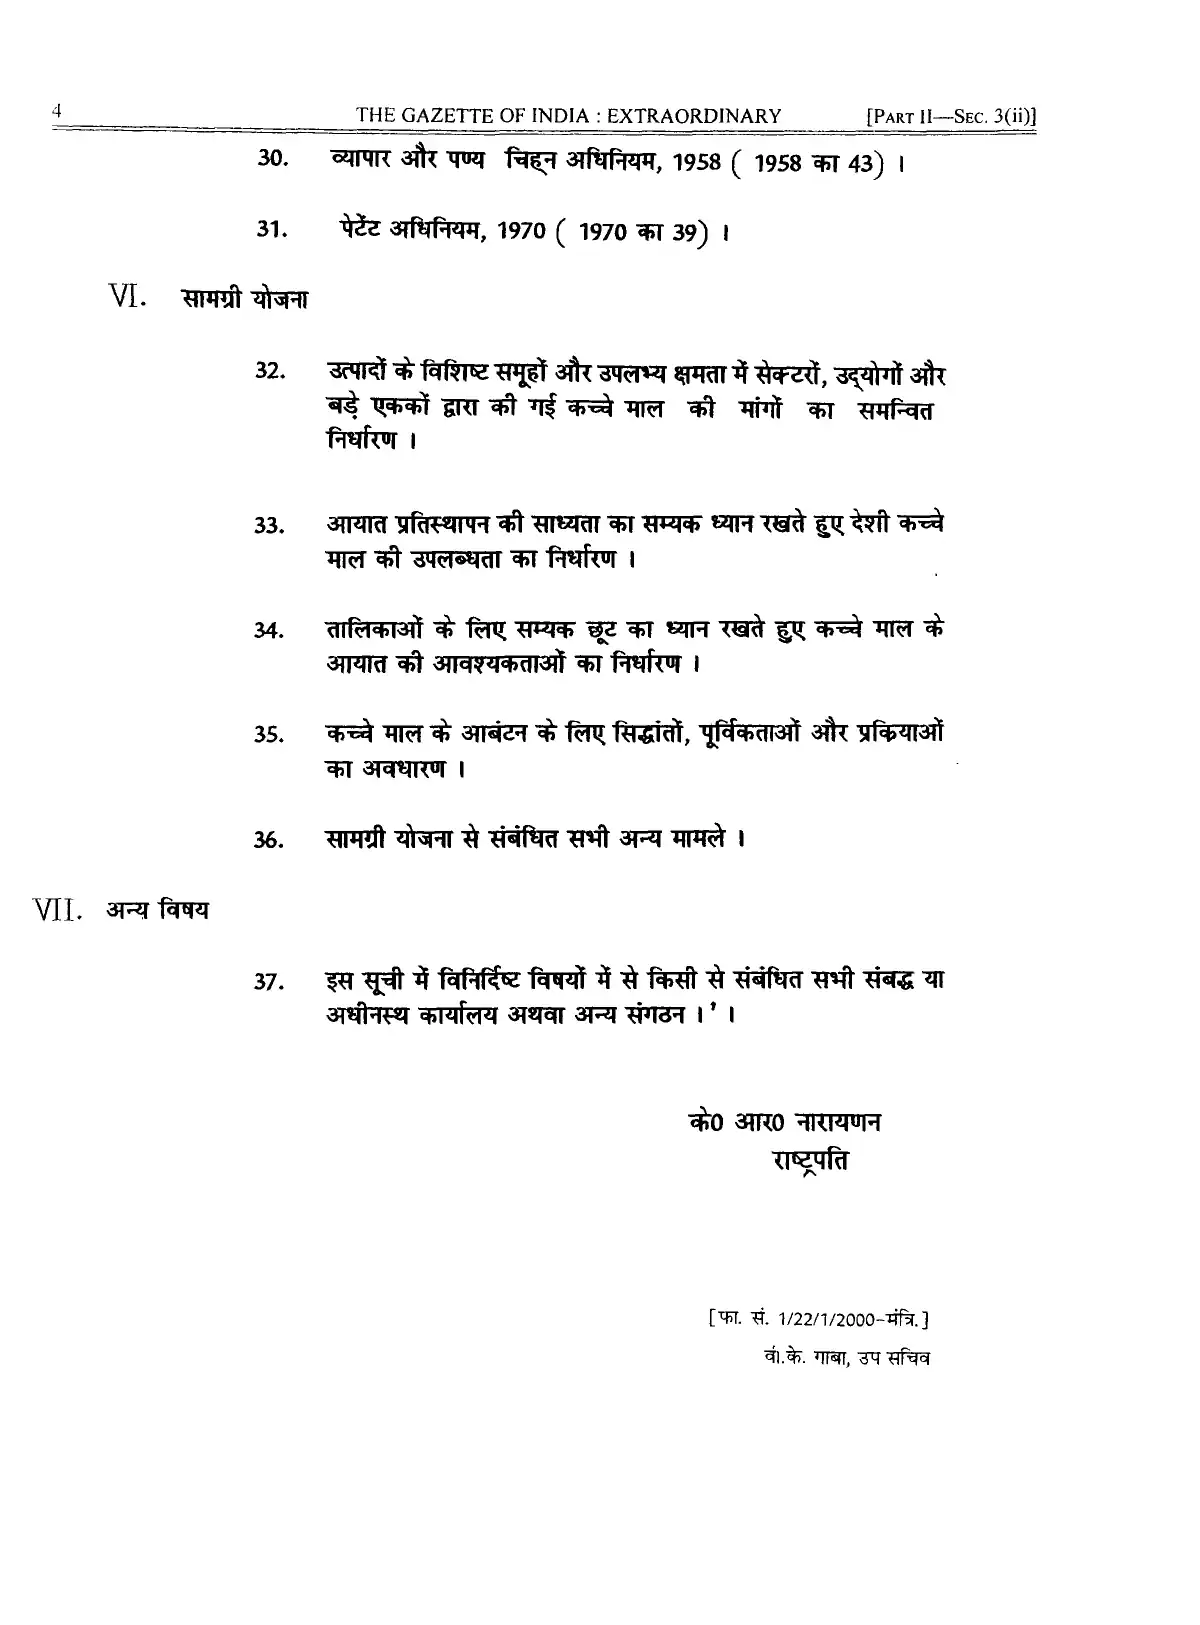 4 THE GAZETTE OF INDIA : EXTRAORDINARY [PART II—SEC. 3(ii)]
30. व्यापार और पण्य चिह्न अधिनियम, 1958 ( 1958 का 43) ।
31. पेटेंट अधिनियम, 1970 ( 1970 का 39) ।
VI. सामग्री योजना
32. उत्पादों के विशिष्ट समूहों और उपलभ्य क्षमता में सेक्टरों, उद्योगों और
बड़े एककों द्वारा की गई कच्चे माल की मांगों का समन्वित
निर्धारण ।
33. आयात प्रतिस्थापन की साध्यता का सम्यक ध्यान रखते हुए देशी कच्चे
माल की उपलब्धता का निर्धारण ।
34. तालिकाओं के लिए सम्यक छूट का ध्यान रखते हुए कच्चे माल के
आयात की आवश्यकताओं का निर्धारण ।
35. कच्चे माल के आबंटन के लिए सिद्धांतों, पूर्विकताओं और प्रक्रियाओं
का अवधारण ।
36. सामग्री योजना से संबंधित सभी अन्य मामले ।
VII. अन्य विषय
37. इस सूची में विनिर्दिष्ट विषयों में से किसी से संबंधित सभी संबद्ध या
अधीनस्थ कार्यालय अथवा अन्य संगठन । ' ।
के0 आर0 नारायणन
राष्ट्रपति
[फा. सं. 1/22/1/2000-मंत्रि.]
वी.के. गाबा, उप सचिव